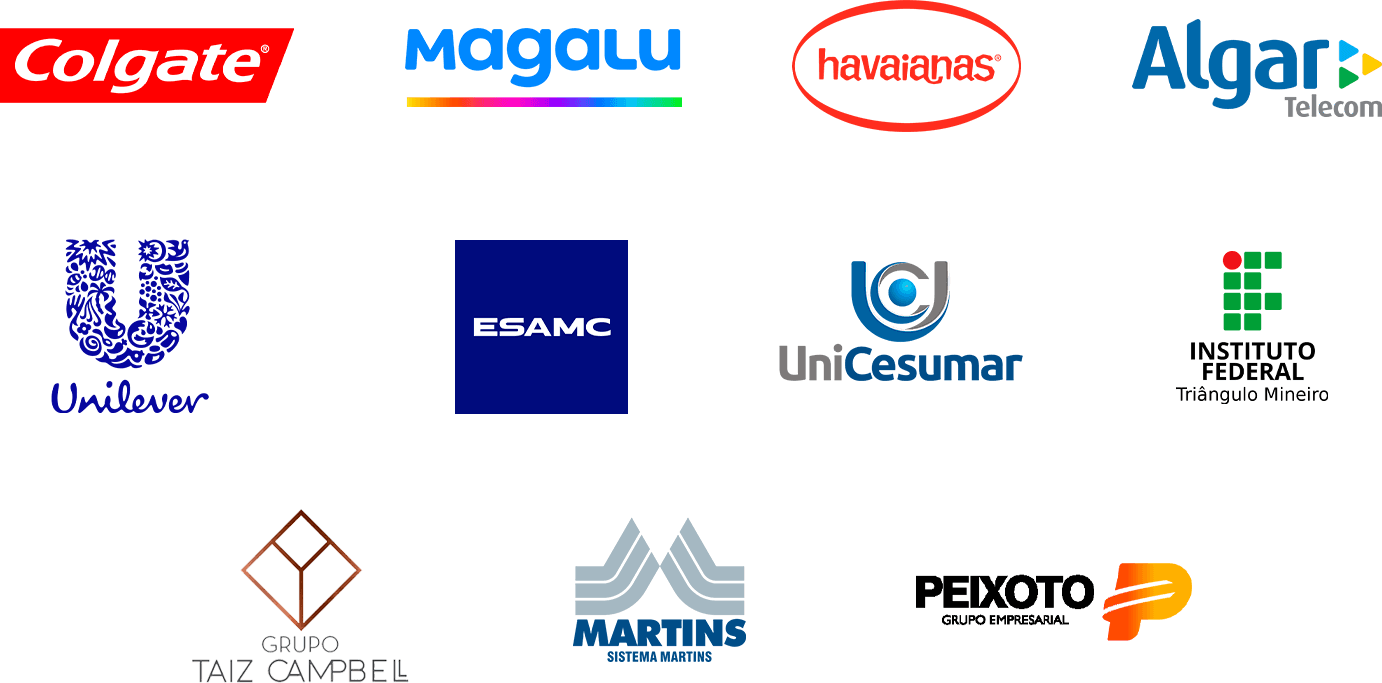 Colgate®
Magalu
havaianas®
Algar
Telecom
Unilever
ESAMC
UniCesumar
INSTITUTO
FEDERAL
Triângulo Mineiro
GRUPO
TAIZ CAMPBELL
MARTINS
SISTEMA MARTINS
PEIXOTO
GRUPO EMPRESARIAL